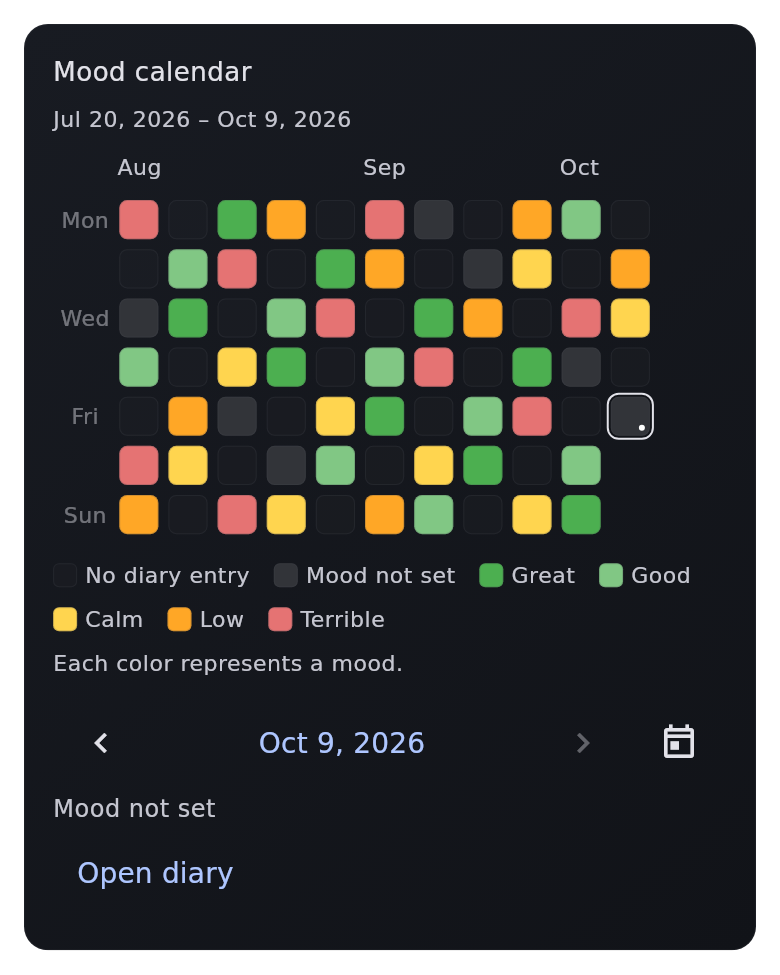 Mood calendar
Jul 20, 2026 – Oct 9, 2026
Aug Sep Oct
Mon
Wed
Fri
Sun
No diary entry Mood not set Great Good
Calm Low Terrible
Each color represents a mood.
Oct 9, 2026
Mood not set
Open diary